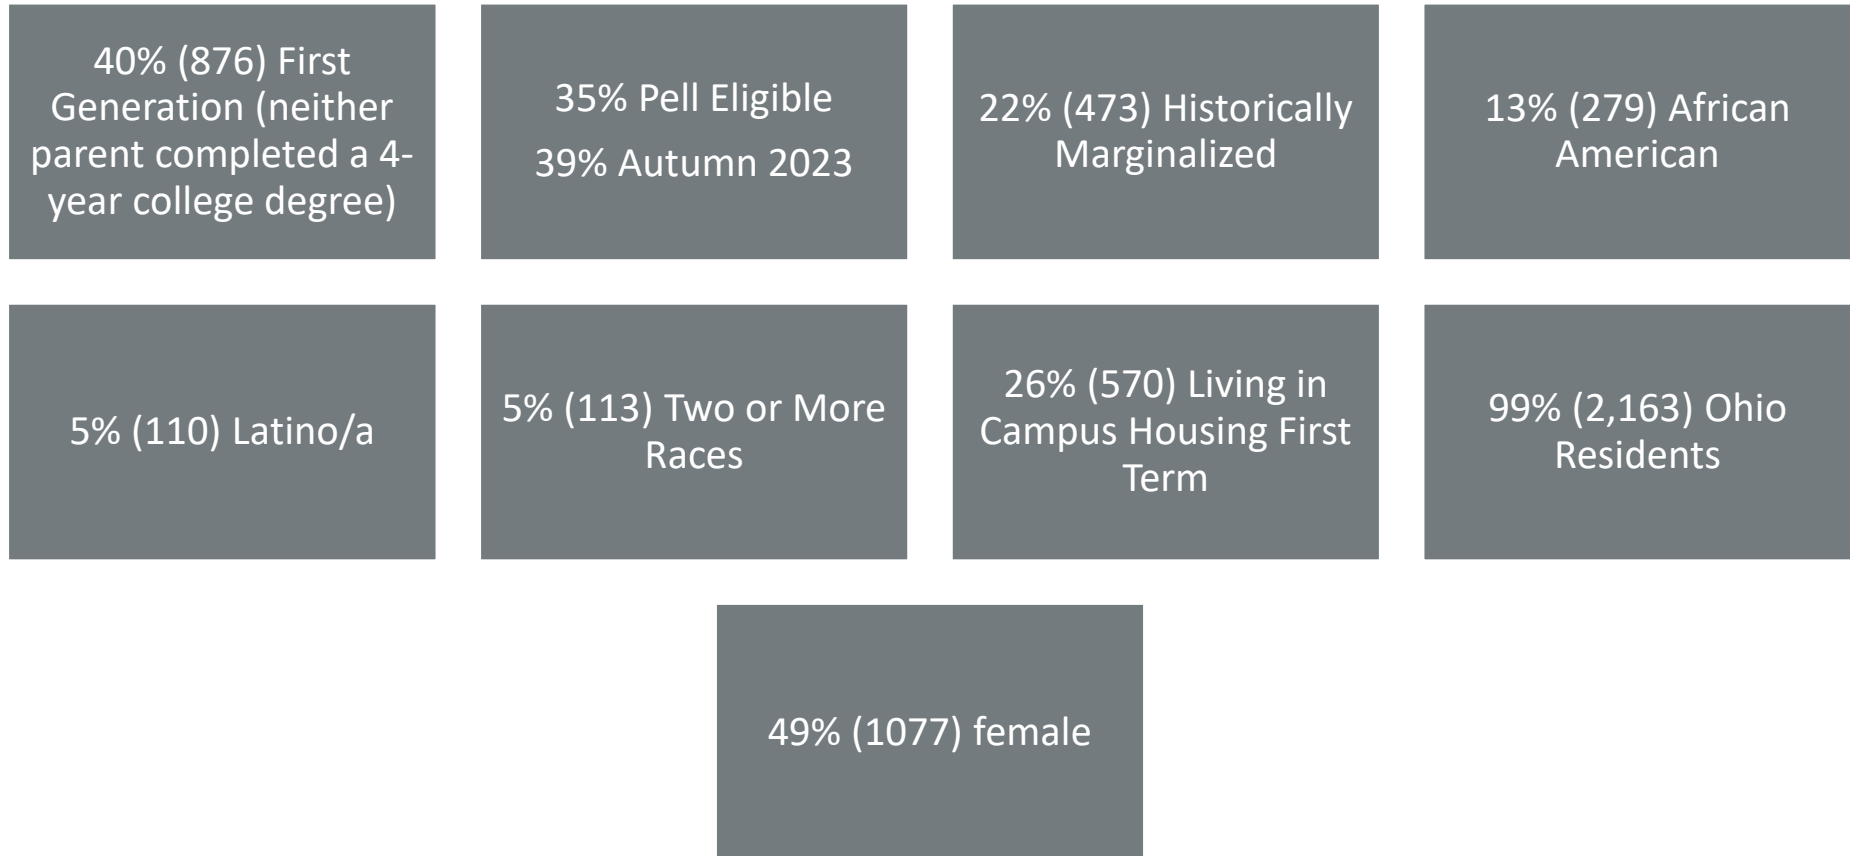 40% (876) First
Generation (neither
parent completed a 4-
year college degree)
35% Pell Eligible
39% Autumn 2023
22% (473) Historically
Marginalized
13% (279) African
American
5% (110) Latino/a
5% (113) Two or More
Races
26% (570) Living in
Campus Housing First
Term
99% (2,163) Ohio
Residents
49% (1077) female